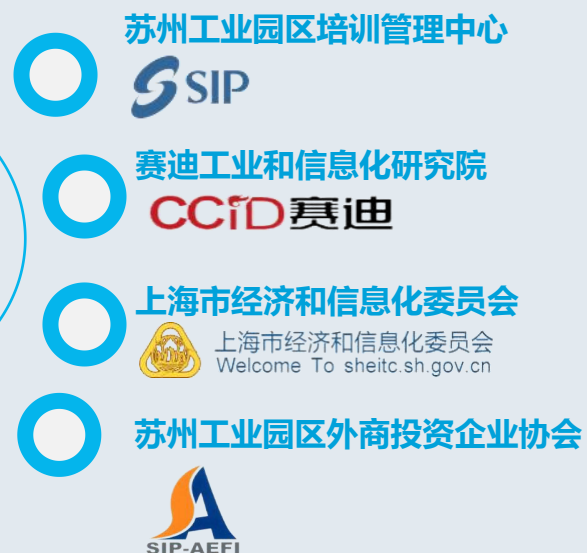 苏州工业园区培训管理中心
SIP
赛迪工业和信息化研究院
CCiD赛迪
上海市经济和信息化委员会
上海市经济和信息化委员会
Welcome To sheitc.sh.gov.cn
苏州工业园区外商投资企业协会
SIP-AEFI